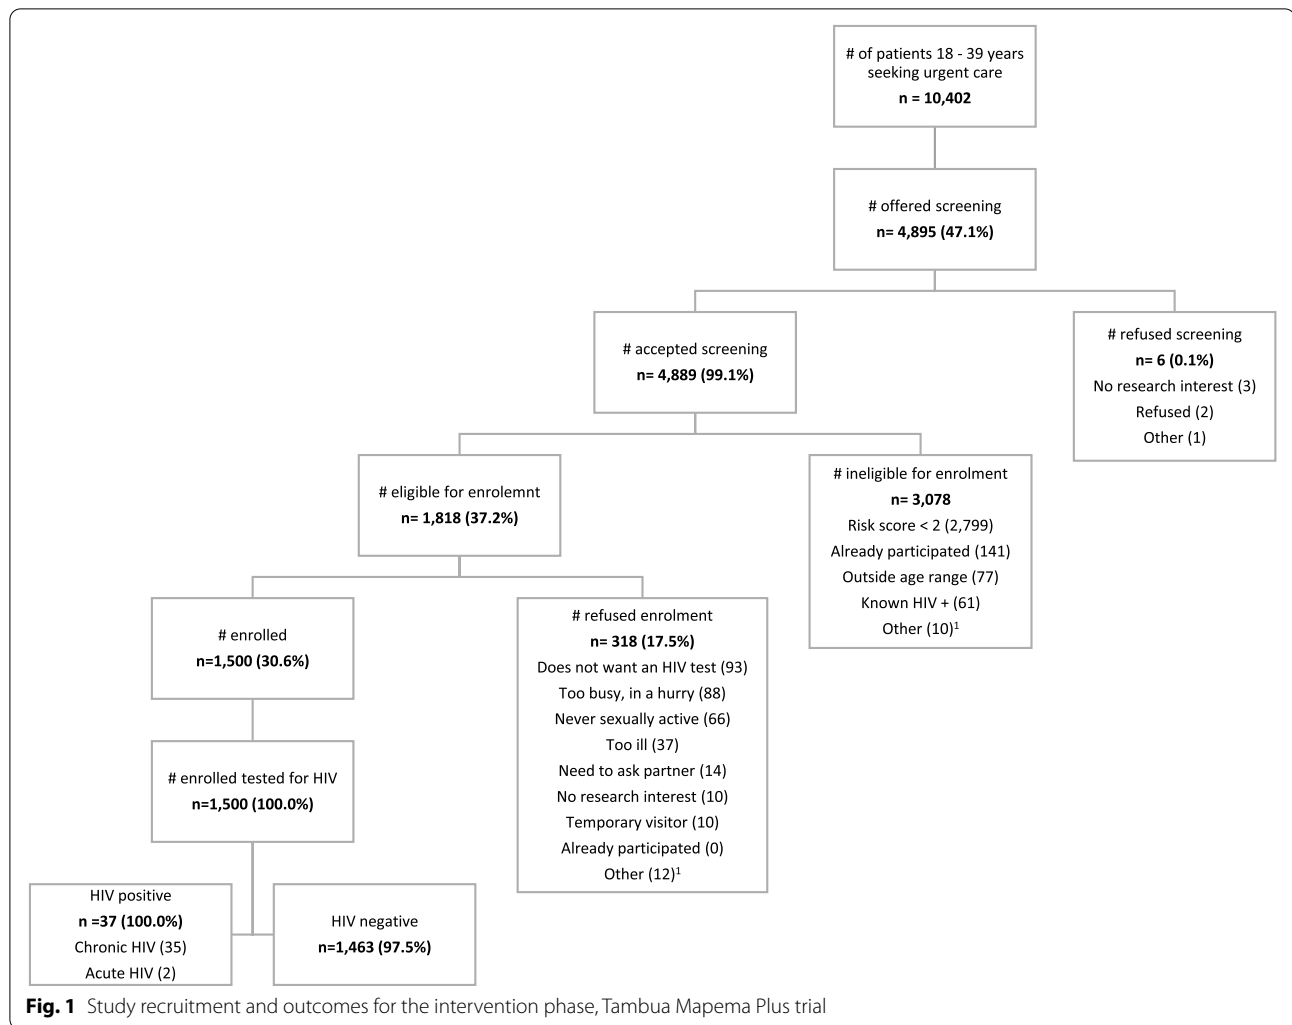 # of patients 18 - 39 years
seeking urgent care
n = 10,402
# offered screening
n= 4,895 (47.1%)
# accepted screening
n= 4,889 (99.1%)
# refused screening
n= 6 (0.1%)
No research interest (3)
Refused (2)
Other (1)
# eligible for enrolemnt
n= 1,818 (37.2%)
# ineligible for enrolment
n= 3,078
Risk score < 2 (2,799)
Already participated (141)
Outside age range (77)
Known HIV + (61)
Other (10)¹
# enrolled
n=1,500 (30.6%)
# refused enrolment
n= 318 (17.5%)
Does not want an HIV test (93)
Too busy, in a hurry (88)
Never sexually active (66)
Too ill (37)
Need to ask partner (14)
No research interest (10)
Temporary visitor (10)
Already participated (0)
Other (12)¹
# enrolled tested for HIV
n=1,500 (100.0%)
HIV positive
n =37 (100.0%)
Chronic HIV (35)
Acute HIV (2)
HIV negative
n=1,463 (97.5%)
Fig. 1 Study recruitment and outcomes for the intervention phase, Tambua Mapema Plus trial